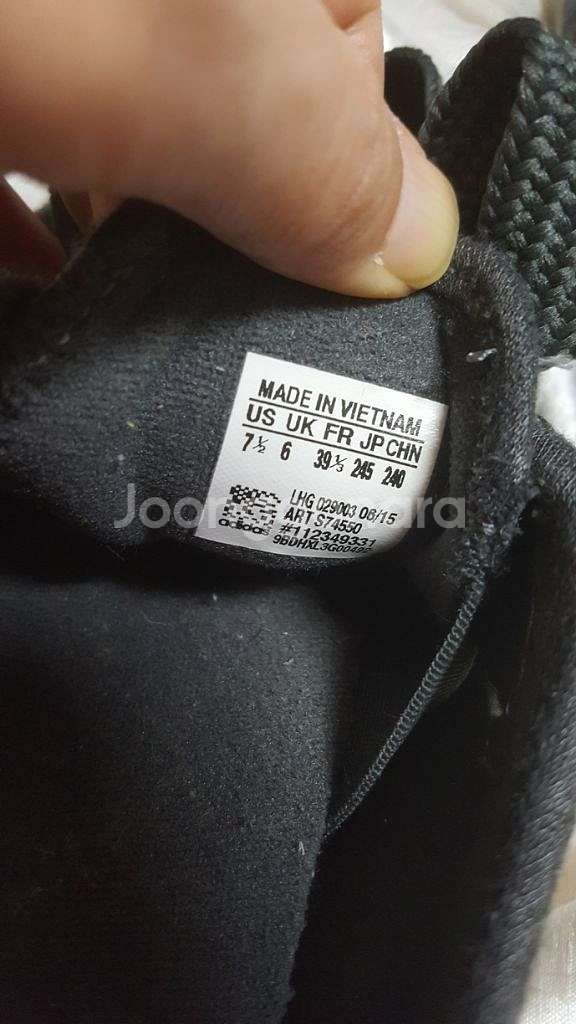 MADE IN VIETNAM
US UK FR JP CHN
7½ 6 39⅓ 245 240
LHG 029003 06/15
ART S74550
#112349331
adidas
Joongonara